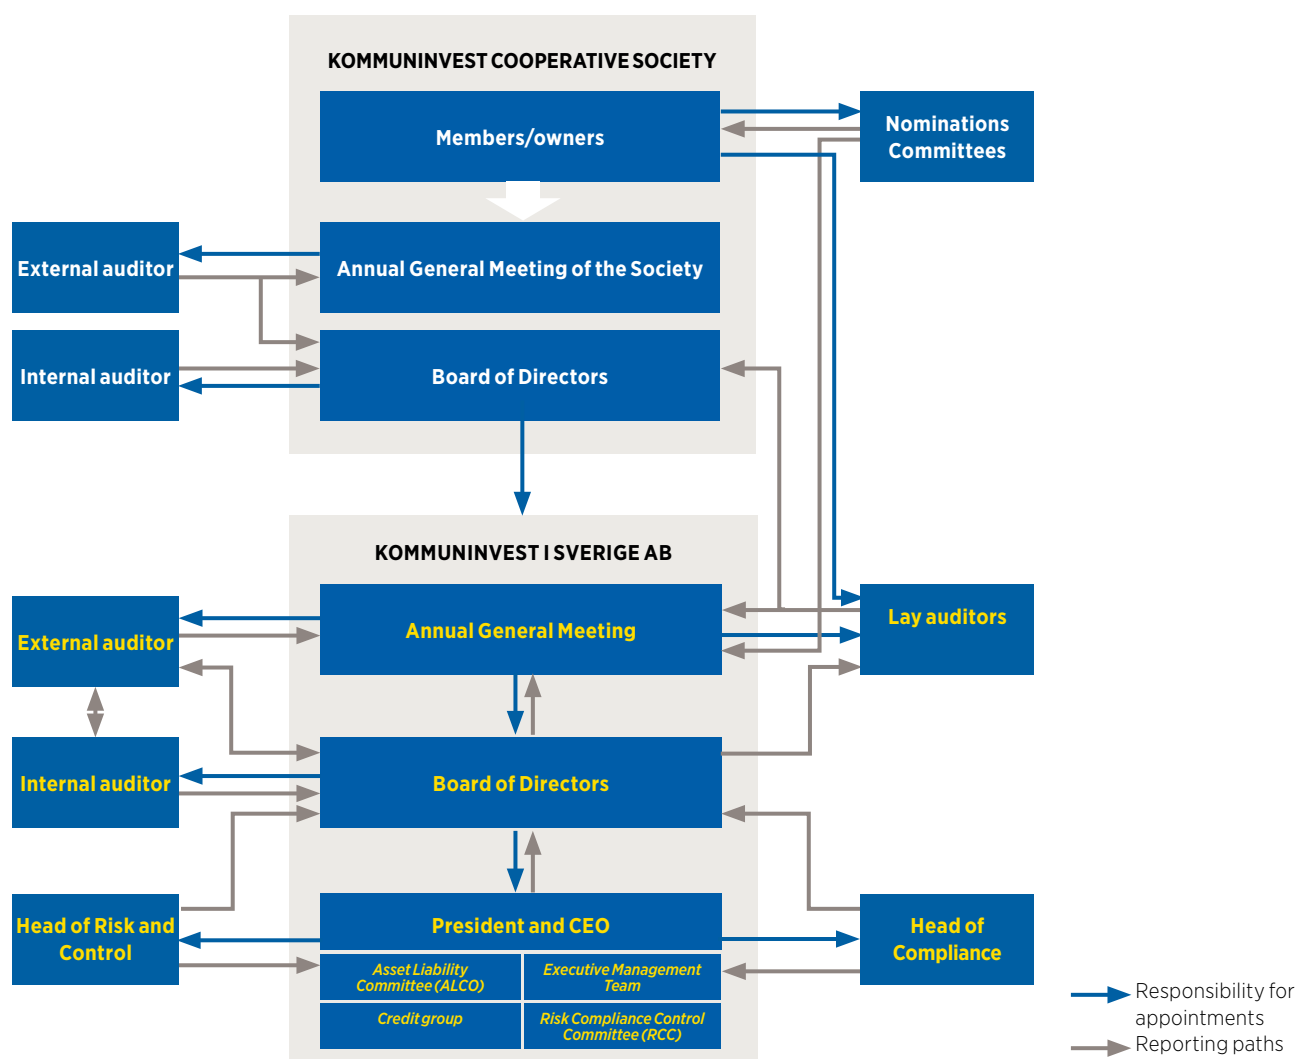 KOMMUNINVEST COOPERATIVE SOCIETY
Members/owners
Nominations
Committees
External auditor
Annual General Meeting of the Society
Internal auditor
Board of Directors
KOMMUNINVEST I SVERIGE AB
External auditor
Annual General Meeting
Lay auditors
Internal auditor
Board of Directors
Head of Risk and
Control
President and CEO
Head of
Compliance
Asset Liability
Committee (ALCO)
Executive Management
Team
Credit group
Risk Compliance Control
Committee (RCC)
Responsibility for
appointments
Reporting paths